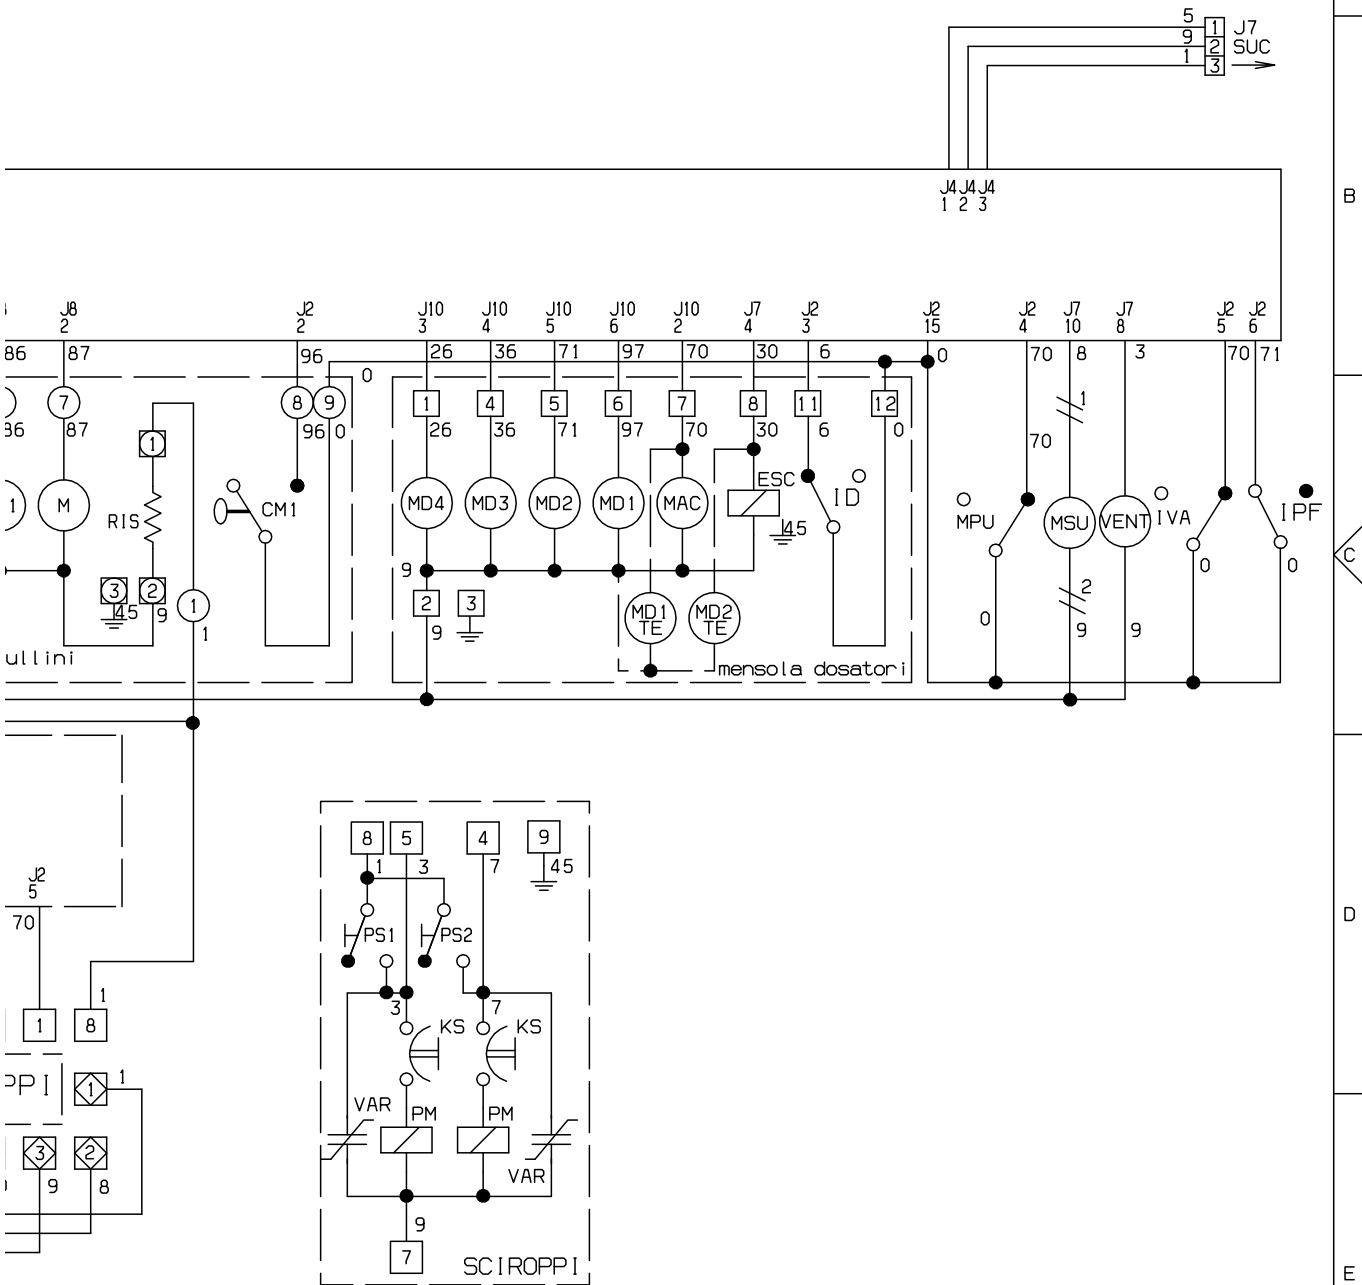 5
1 J7
9
2 SUC
1
3
J4 J4 J4
1 2 3
B
J8 J2 J10 J10 J10 J10 J10 J7 J2 J2 J2 J7 J7 J2 J2
2 2 3 4 5 6 2 4 3 15 4 10 8 5 6
86 87 96 26 36 71 97 70 30 6 0 70 8 3 70 71
0
7 8 9 1 4 5 6 7 8 11 12 1
86 87 96 0 26 36 71 97 70 30 6 0
1 70
ESC
1 M RIS CM1 MD4 MD3 MD2 MD1 MAC ID MPU MSU VENT IVA IPF
45
9 C
0 0
3 2 1 2 3 2
45 9 MD1 TE MD2 TE 0
1 9 9 9
ullini mensola dosatori
8 5 4 9
1 3 7 45
J2
5
70
D
PS1 PS2
1 3 7
1 8 KS KS
PPI 1 1
VAR PM PM
3 2
9 8 VAR
9
7 SCIROPPI
E